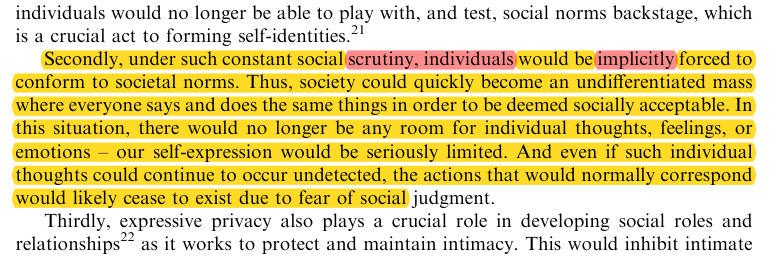 individuals would no longer be able to play with, and test, social norms backstage, which
is a crucial act to forming self-identities.21
Secondly, under such constant social scrutiny, individuals would be implicitly forced to
conform to societal norms. Thus, society could quickly become an undifferentiated mass
where everyone says and does the same things in order to be deemed socially acceptable. In
this situation, there would no longer be any room for individual thoughts, feelings, or
emotions – our self-expression would be seriously limited. And even if such individual
thoughts could continue to occur undetected, the actions that would normally correspond
would likely cease to exist due to fear of social judgment.
Thirdly, expressive privacy also plays a crucial role in developing social roles and
relationships22 as it works to protect and maintain intimacy. This would inhibit intimate